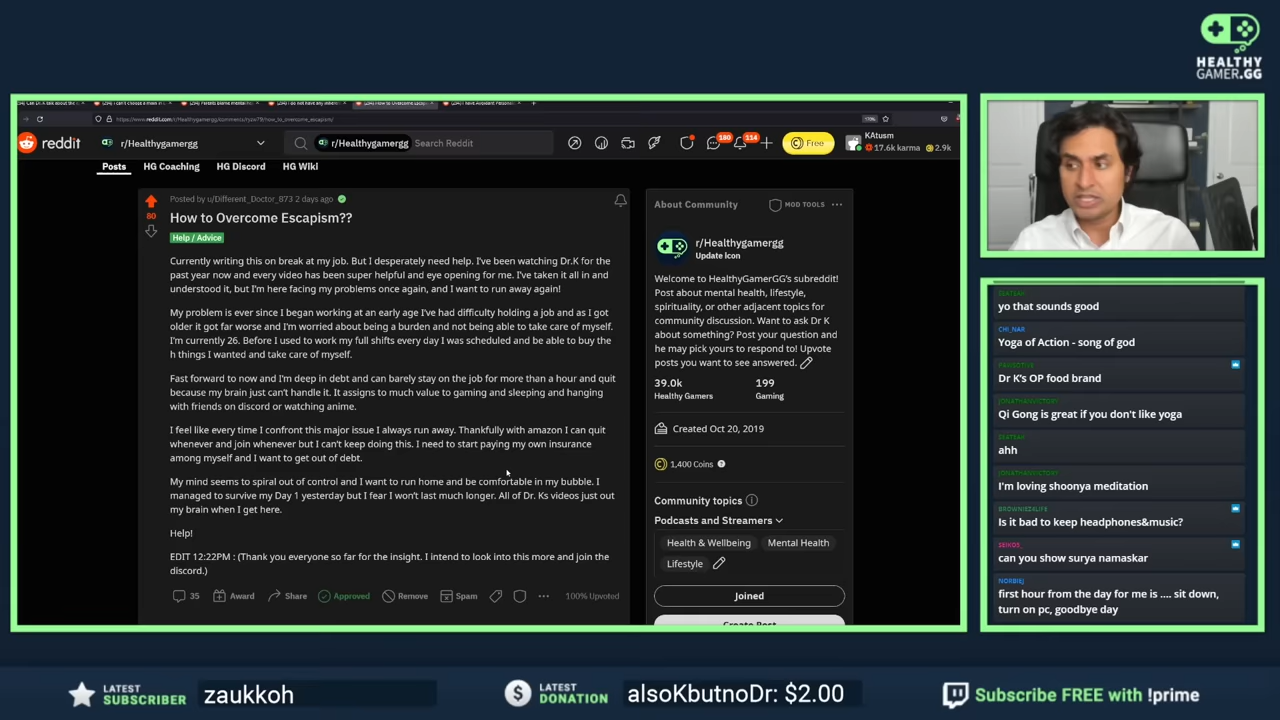 HEALTHY
GAMER.GG
https://www.reddit.com/r/Healthygamergg/comments/
reddit
r/Healthygamergg
r/Healthygamergg
Search Reddit
180
114
Free
KAtusm
17.6k karma
2.9k
Posts
HG Coaching
HG Discord
HG Wiki
Posted by u/Different_Doctor_873 2 days ago
80
How to Overcome Escapism??
Help / Advice
Currently writing this on break at my job. But I desperately need help. I've been watching Dr.K for the
past year now and every video has been super helpful and eye opening for me. I've taken it all in and
understood it, but I'm here facing my problems once again, and I want to run away again!
My problem is ever since I began working at an early age I've had difficulty holding a job and as I got
older it got far worse and I'm worried about being a burden and not being able to take care of myself.
I'm currently 26. Before I used to work my full shifts every day I was scheduled and be able to buy the
h things I wanted and take care of myself.
Fast forward to now and I'm deep in debt and can barely stay on the job for more than a hour and quit
because my brain just can't handle it. It assigns to much value to gaming and sleeping and hanging
with friends on discord or watching anime.
I feel like every time I confront this major issue I always run away. Thankfully with amazon I can quit
whenever and join whenever but I can't keep doing this. I need to start paying my own insurance
among myself and I want to get out of debt.
My mind seems to spiral out of control and I want to run home and be comfortable in my bubble. I
managed to survive my Day 1 yesterday but I fear I won't last much longer. All of Dr. Ks videos just out
my brain when I get here.
Help!
EDIT 12:22PM : (Thank you everyone so far for the insight. I intend to look into this more and join the
discord.)
35
Award
Share
Approved
Remove
Spam
100% Upvoted
About Community
MOD TOOLS
r/Healthygamergg
Update Icon
Welcome to HealthyGamerGG's subreddit!
Post about mental health, lifestyle,
spirituality, or other adjacent topics for
community discussion. Want to ask Dr K
about something? Post your question and
he may pick yours to respond to! Upvote
posts you want to see answered.
39.0k
199
Healthy Gamers
Gaming
Created Oct 20, 2019
1,400 Coins
Community topics
Podcasts and Streamers
Health & Wellbeing
Mental Health
Lifestyle
Joined
Create Post
yo that sounds good
CHI_NAR
Yoga of Action - song of god
Dr K's OP food brand
JONATHANVICTORY
Qi Gong is great if you don't like yoga
ahh
JONATHANVICTORY
I'm loving shoonya meditation
BROWNIEZ4LIFE
Is it bad to keep headphones&music?
SEIKOS_
can you show surya namaskar
NORBIEJ
first hour from the day for me is .... sit down,
turn on pc, goodbye day
LATEST
SUBSCRIBER
zaukkoh
$
LATEST
DONATION
alsoKbutnoDr: $2.00
Subscribe FREE with !prime